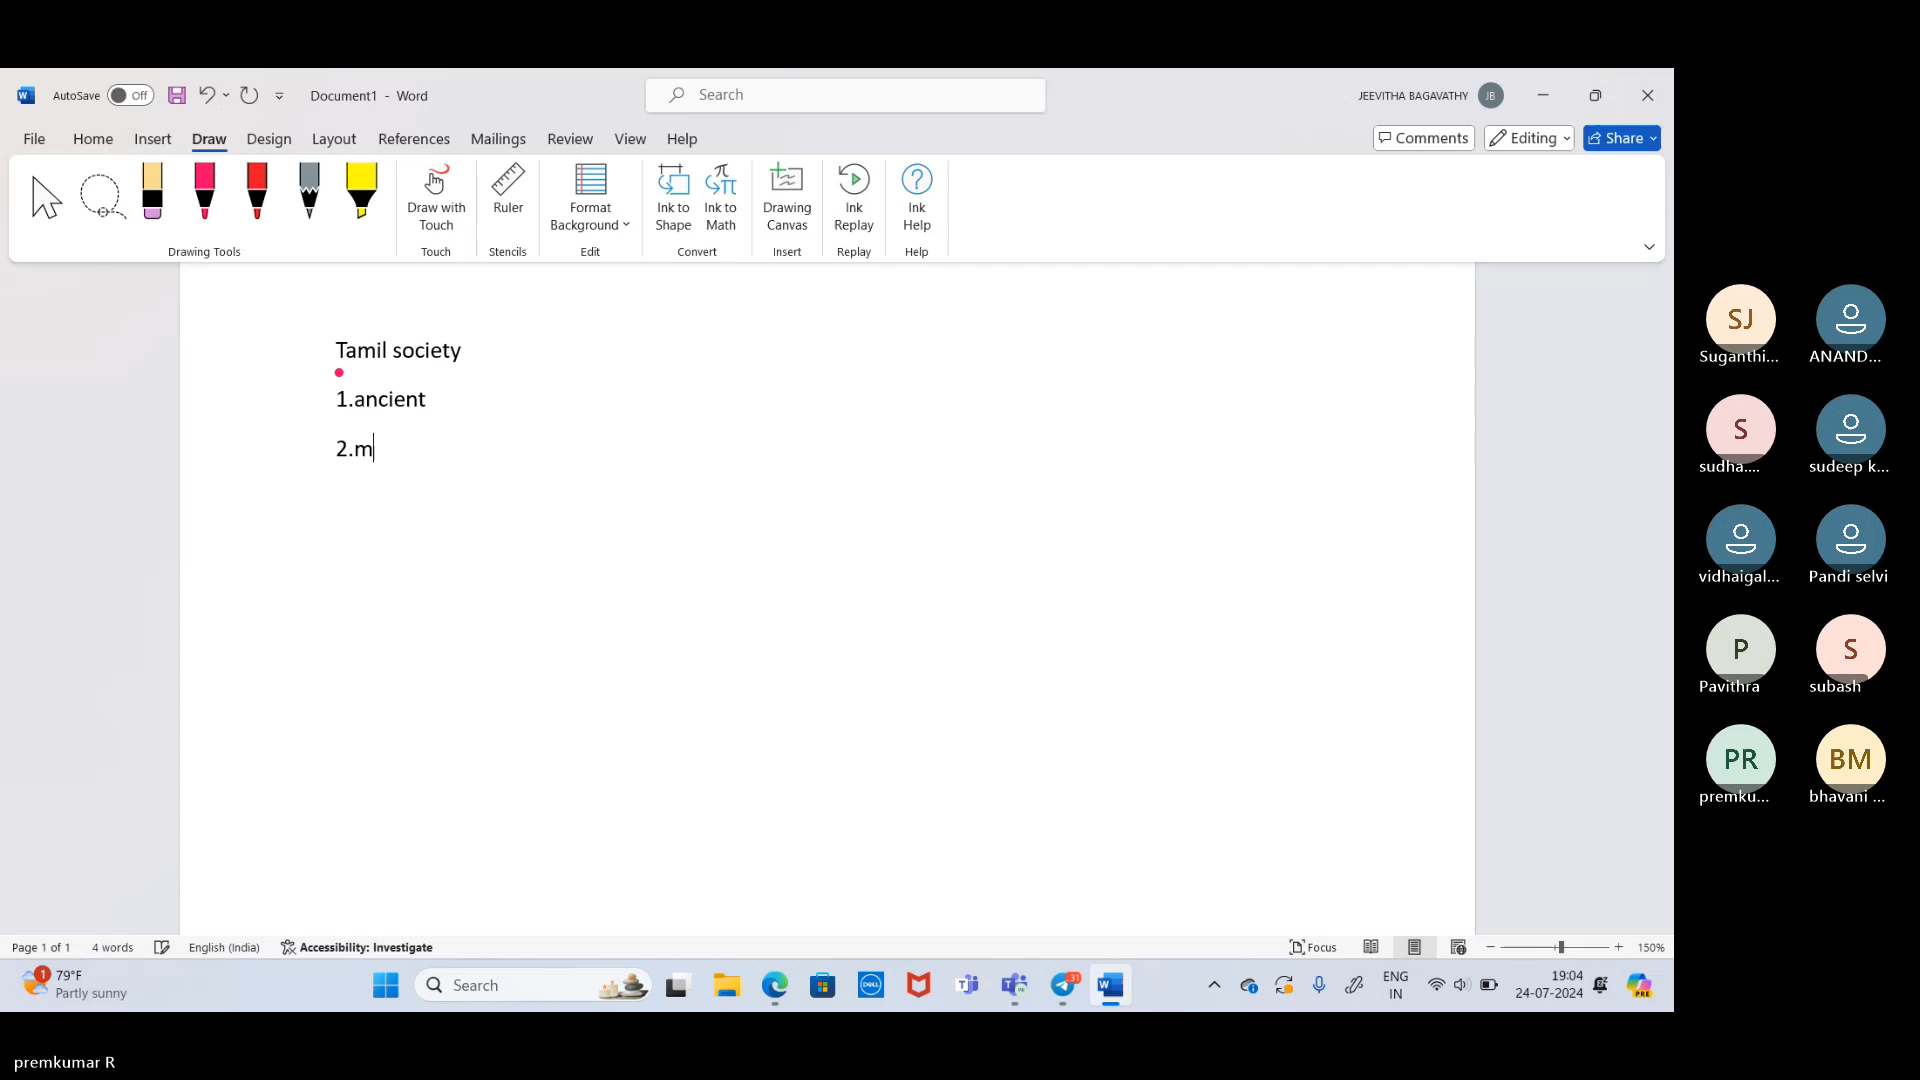 AutoSave Off Document1 - Word Search JEEVITHA BAGAVATHY JB
File Home Insert Draw Design Layout References Mailings Review View Help Comments Editing Share
Draw with Touch
Ruler
Format Background
Ink to Shape
Ink to Math
Drawing Canvas
Ink Replay
Ink Help
Drawing Tools Touch Stencils Edit Convert Insert Replay Help
Tamil society
1.ancient
2.m
SJ
Suganthi...
ANAND...
S
sudha....
sudeep k...
vidhaigal...
Pandi selvi
P
Pavithra
S
subash
PR
premku...
BM
bhavani ...
Page 1 of 1 4 words English (India) Accessibility: Investigate Focus 150%
1 79°F
Partly sunny
Search
DELL
31
ENG
IN
19:04
24-07-2024
PRE
premkumar R